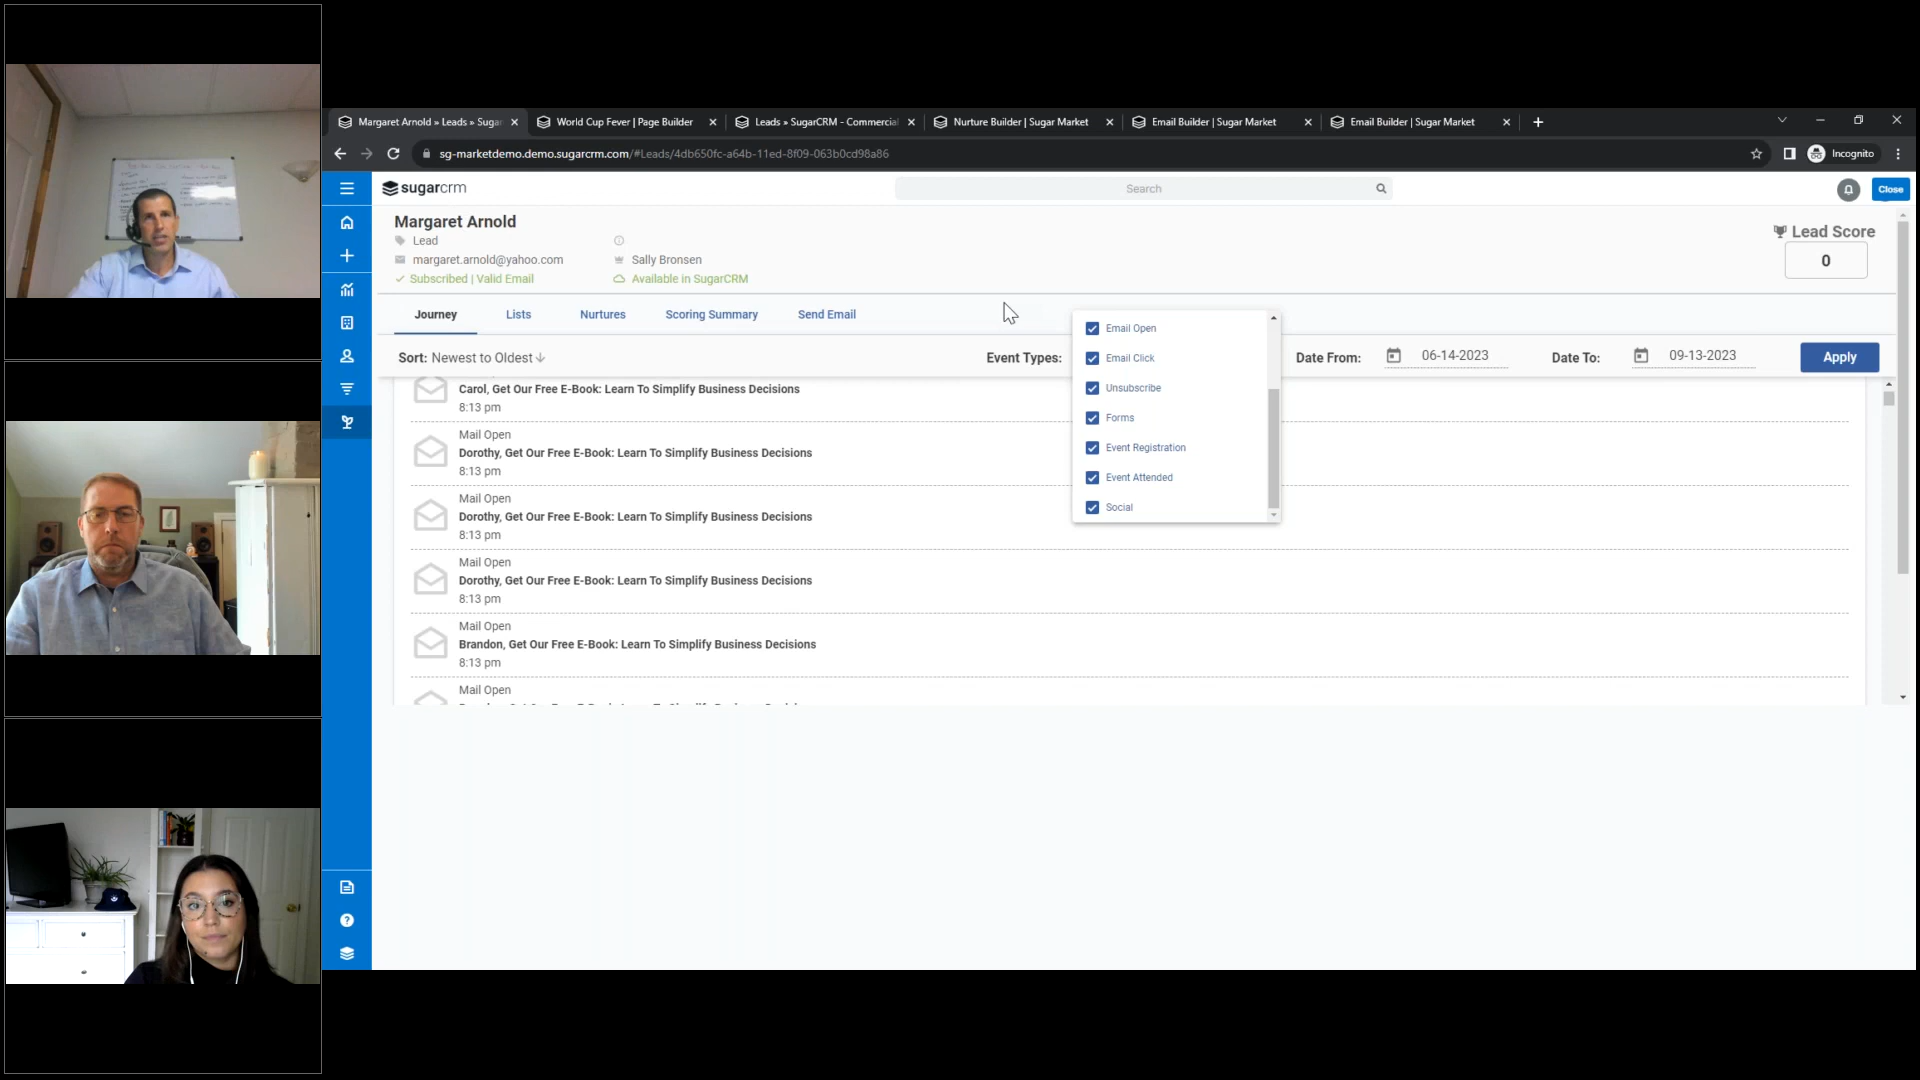 Margaret Arnold » Leads » Sugar
World Cup Fever | Page Builder
Leads » SugarCRM - Commercial
Nurture Builder | Sugar Market
Email Builder | Sugar Market
Email Builder | Sugar Market
sg-marketdemo.demo.sugarcrm.com/#Leads/4db650fc-a64b-11ed-8f09-063b0cd98a86
Incognito
sugarcrm
Search
Close
Margaret Arnold
Lead
margaret.arnold@yahoo.com
Sally Bronsen
Subscribed | Valid Email
Available in SugarCRM
Lead Score
0
Journey
Lists
Nurtures
Scoring Summary
Send Email
Sort: Newest to Oldest
Event Types:
Email Open
Email Click
Unsubscribe
Forms
Event Registration
Event Attended
Social
Date From:
06-14-2023
Date To:
09-13-2023
Apply
Carol, Get Our Free E-Book: Learn To Simplify Business Decisions
8:13 pm
Mail Open
Dorothy, Get Our Free E-Book: Learn To Simplify Business Decisions
8:13 pm
Mail Open
Dorothy, Get Our Free E-Book: Learn To Simplify Business Decisions
8:13 pm
Mail Open
Dorothy, Get Our Free E-Book: Learn To Simplify Business Decisions
8:13 pm
Mail Open
Brandon, Get Our Free E-Book: Learn To Simplify Business Decisions
8:13 pm
Mail Open